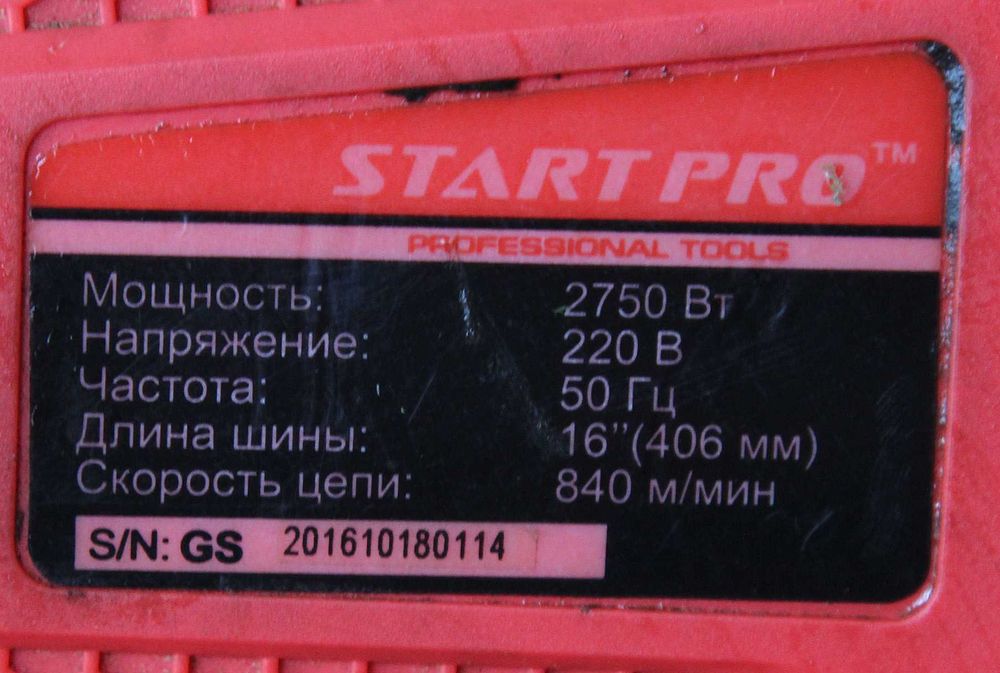 START PRO™
PROFESSIONAL TOOLS
Мощность: 2750 Вт
Напряжение: 220 В
Частота: 50 Гц
Длина шины: 16’’(406 мм)
Скорость цепи: 840 м/мин
S/N: GS 201610180114